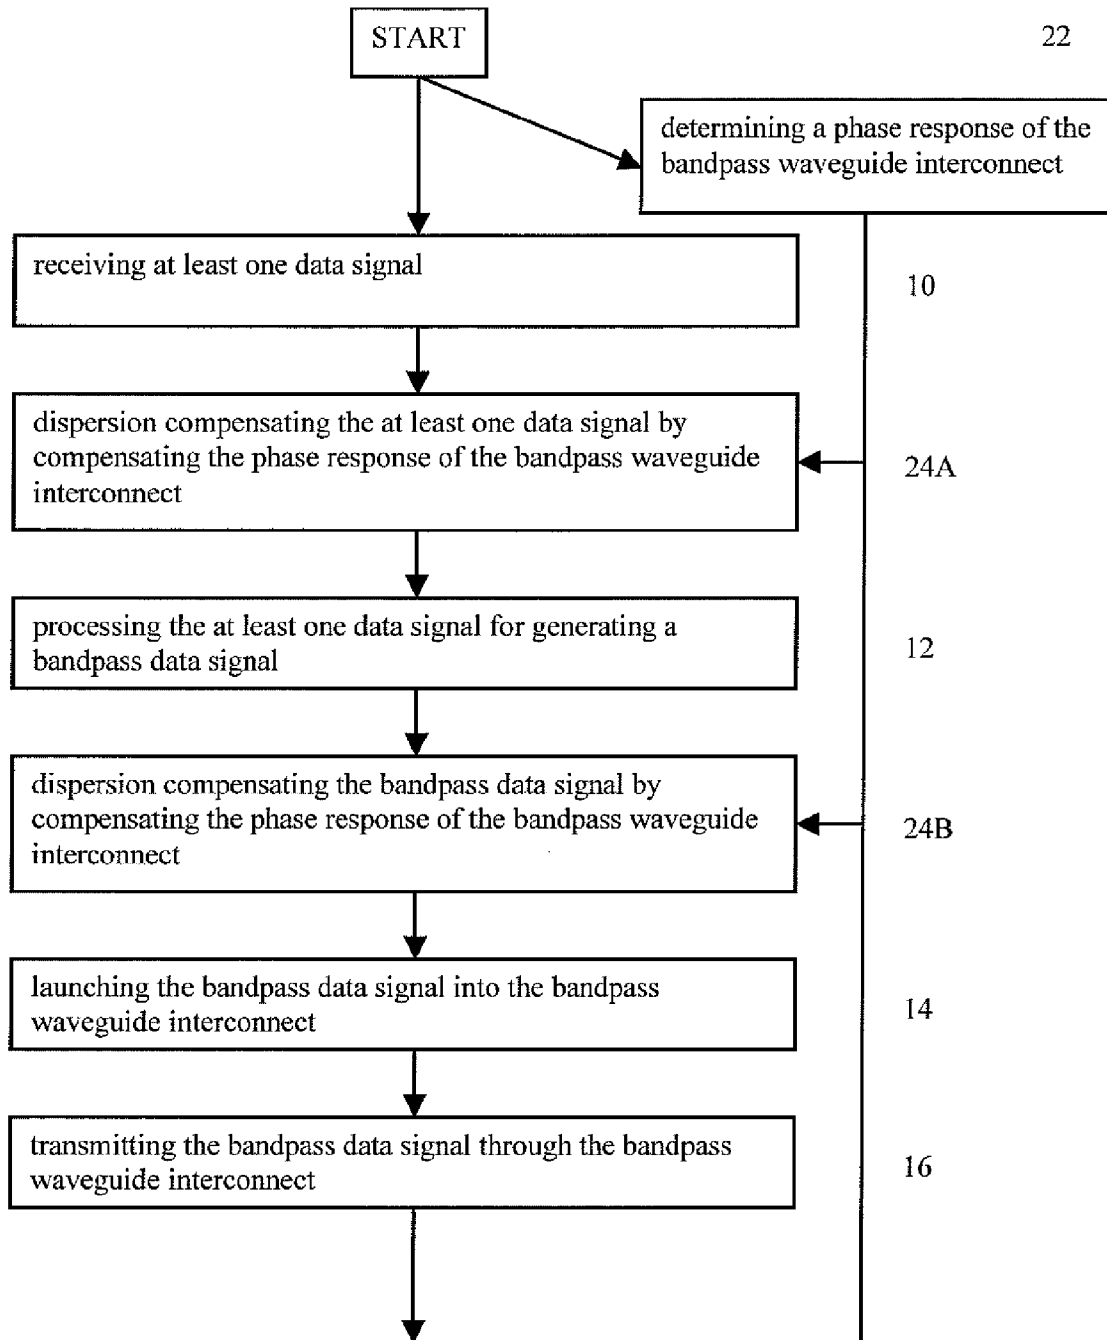 START
22
determining a phase response of the
bandpass waveguide interconnect
receiving at least one data signal
10
dispersion compensating the at least one data signal by
compensating the phase response of the bandpass waveguide
interconnect
24A
processing the at least one data signal for generating a
bandpass data signal
12
dispersion compensating the bandpass data signal by
compensating the phase response of the bandpass waveguide
interconnect
24B
launching the bandpass data signal into the bandpass
waveguide interconnect
14
transmitting the bandpass data signal through the bandpass
waveguide interconnect
16